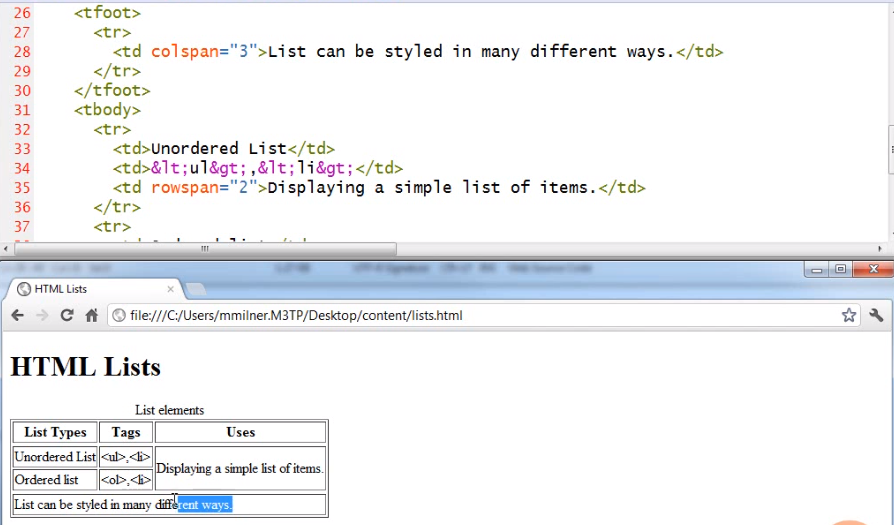 26 <tfoot>
27 <tr>
28 <td colspan="3">List can be styled in many different ways.</td>
29 </tr>
30 </tfoot>
31 <tbody>
32 <tr>
33 <td>Unordered List</td>
34 <td>&lt;ul&gt;,&lt;li&gt;</td>
35 <td rowspan="2">Displaying a simple list of items.</td>
36 </tr>
37 <tr>
HTML Lists
file:///C:/Users/mmilner.M3TP/Desktop/content/lists.html
HTML Lists
List elements
List Types Tags Uses
Unordered List <ul>,<li> Displaying a simple list of items.
Ordered list <ol>,<li>
List can be styled in many different ways.